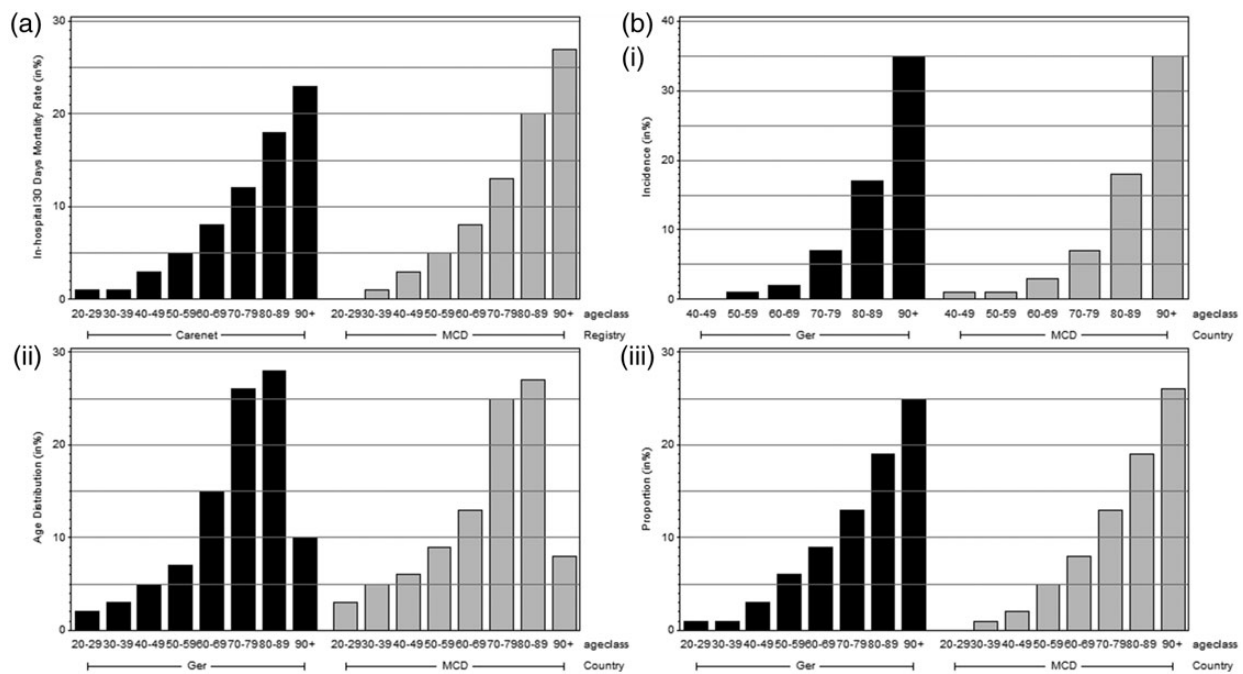 (a)
In-hospital 30 Days Mortality Rate (in%)
30
20
10
0
20-29 30-39 40-49 50-59 60-69 70-79 80-89 90+ 20-29 30-39 40-49 50-59 60-69 70-79 80-89 90+ ageclass
Carenet MCD Registry
(b)
(i)
Incidence (in%)
40
30
20
10
0
40-49 50-59 60-69 70-79 80-89 90+ 40-49 50-59 60-69 70-79 80-89 90+ ageclass
Ger MCD Country
(ii)
Age Distribution (in%)
30
20
10
0
20-29 30-39 40-49 50-59 60-69 70-79 80-89 90+ 20-29 30-39 40-49 50-59 60-69 70-79 80-89 90+ ageclass
Ger MCD Country
(iii)
Proportion (in%)
30
20
10
0
20-29 30-39 40-49 50-59 60-69 70-79 80-89 90+ 20-29 30-39 40-49 50-59 60-69 70-79 80-89 90+ ageclass
Ger MCD Country